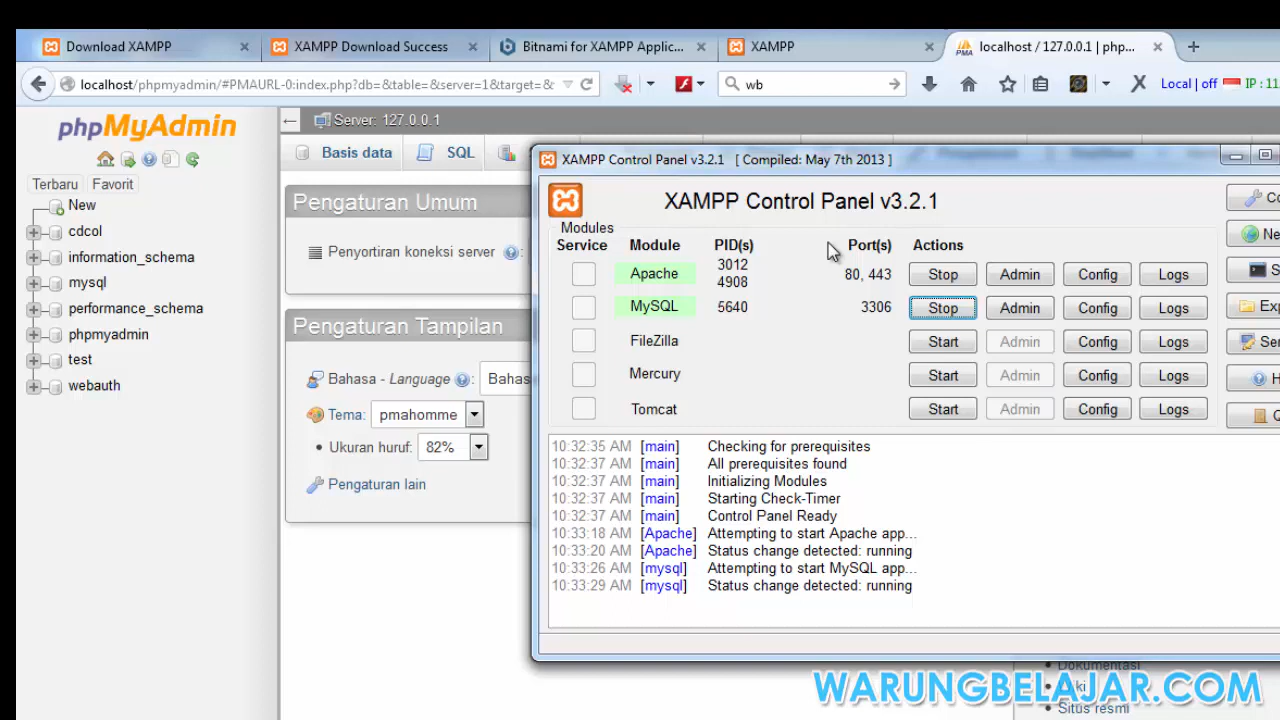 Download XAMPP
XAMPP Download Success
Bitnami for XAMPP Applic...
XAMPP
localhost / 127.0.0.1 | php...
localhost/phpmyadmin/#PMAURL-0:index.php?db=&table=&server=1&target=&t
wb
Local | off
IP : 11
phpMyAdmin
Terbaru
Favorit
New
cdcol
information_schema
mysql
performance_schema
phpmyadmin
test
webauth
Server: 127.0.0.1
Basis data
SQL
Pengaturan Umum
Penyortiran koneksi server
:
Pengaturan Tampilan
Bahasa - Language
:
Bahas
Tema:
pmahomme
• Ukuran huruf:
82%
Pengaturan lain
XAMPP Control Panel v3.2.1 [ Compiled: May 7th 2013 ]
XAMPP Control Panel v3.2.1
Modules
Service
Module
PID(s)
Port(s)
Actions
Apache
3012
4908
80, 443
Stop
Admin
Config
Logs
MySQL
5640
3306
Stop
Admin
Config
Logs
FileZilla
Start
Admin
Config
Logs
Mercury
Start
Admin
Config
Logs
Tomcat
Start
Admin
Config
Logs
Co
Ne
S
Exp
Ser
H
Q
10:32:35 AM [main] Checking for prerequisites
10:32:37 AM [main] All prerequisites found
10:32:37 AM [main] Initializing Modules
10:32:37 AM [main] Starting Check-Timer
10:32:37 AM [main] Control Panel Ready
10:33:18 AM [Apache] Attempting to start Apache app...
10:33:20 AM [Apache] Status change detected: running
10:33:26 AM [mysql] Attempting to start MySQL app...
10:33:29 AM [mysql] Status change detected: running
• Dokumentasi
Situs resmi
WARUNGBELAJAR.COM